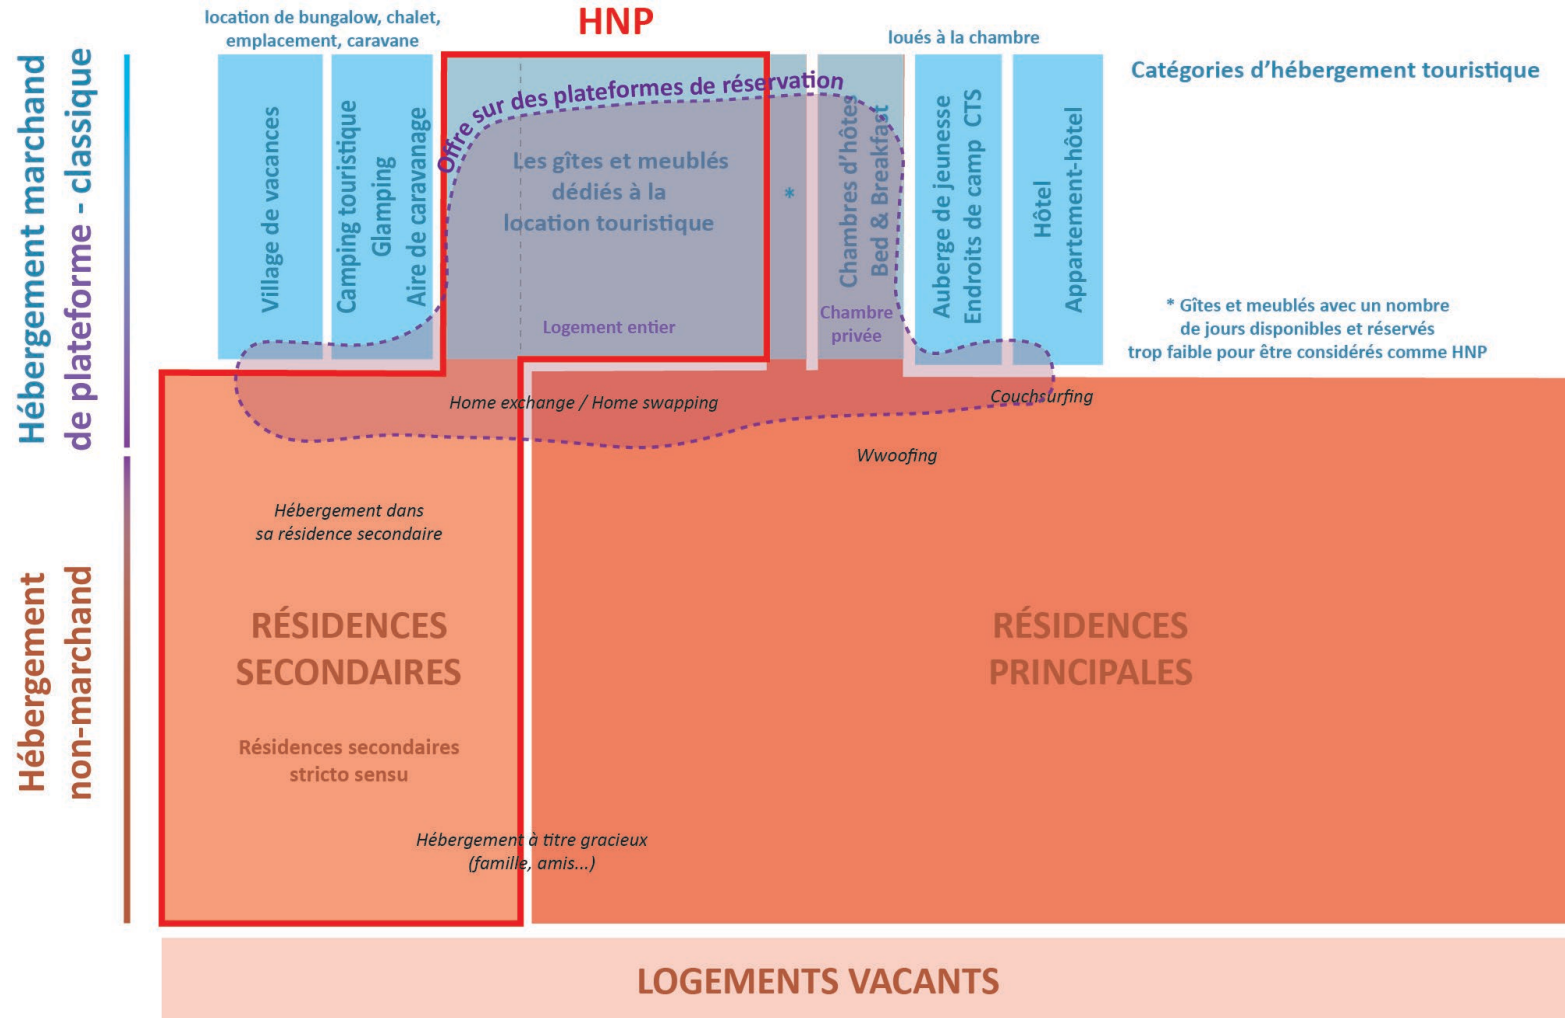 location de bungalow, chalet,
emplacement, caravane
HNP
loués à la chambre
Catégories d’hébergement touristique
Hébergement marchand
de plateforme - classique
Village de vacances
Camping touristique
Glamping
Aire de caravanage
Offre sur des plateformes de réservation
Les gîtes et meublés
dédiés à la
location touristique
Logement entier
*
Chambres d’hôtes
Bed & Breakfast
Chambre
privée
Auberge de jeunesse
Endroits de camp CTS
Hôtel
Appartement-hôtel
* Gîtes et meublés avec un nombre
de jours disponibles et réservés
trop faible pour être considérés comme HNP
Home exchange / Home swapping
Couchsurfing
Wwoofing
Hébergement
non-marchand
Hébergement dans
sa résidence secondaire
RÉSIDENCES
SECONDAIRES
RÉSIDENCES
PRINCIPALES
Résidences secondaires
stricto sensu
Hébergement à titre gracieux
(famille, amis...)
LOGEMENTS VACANTS